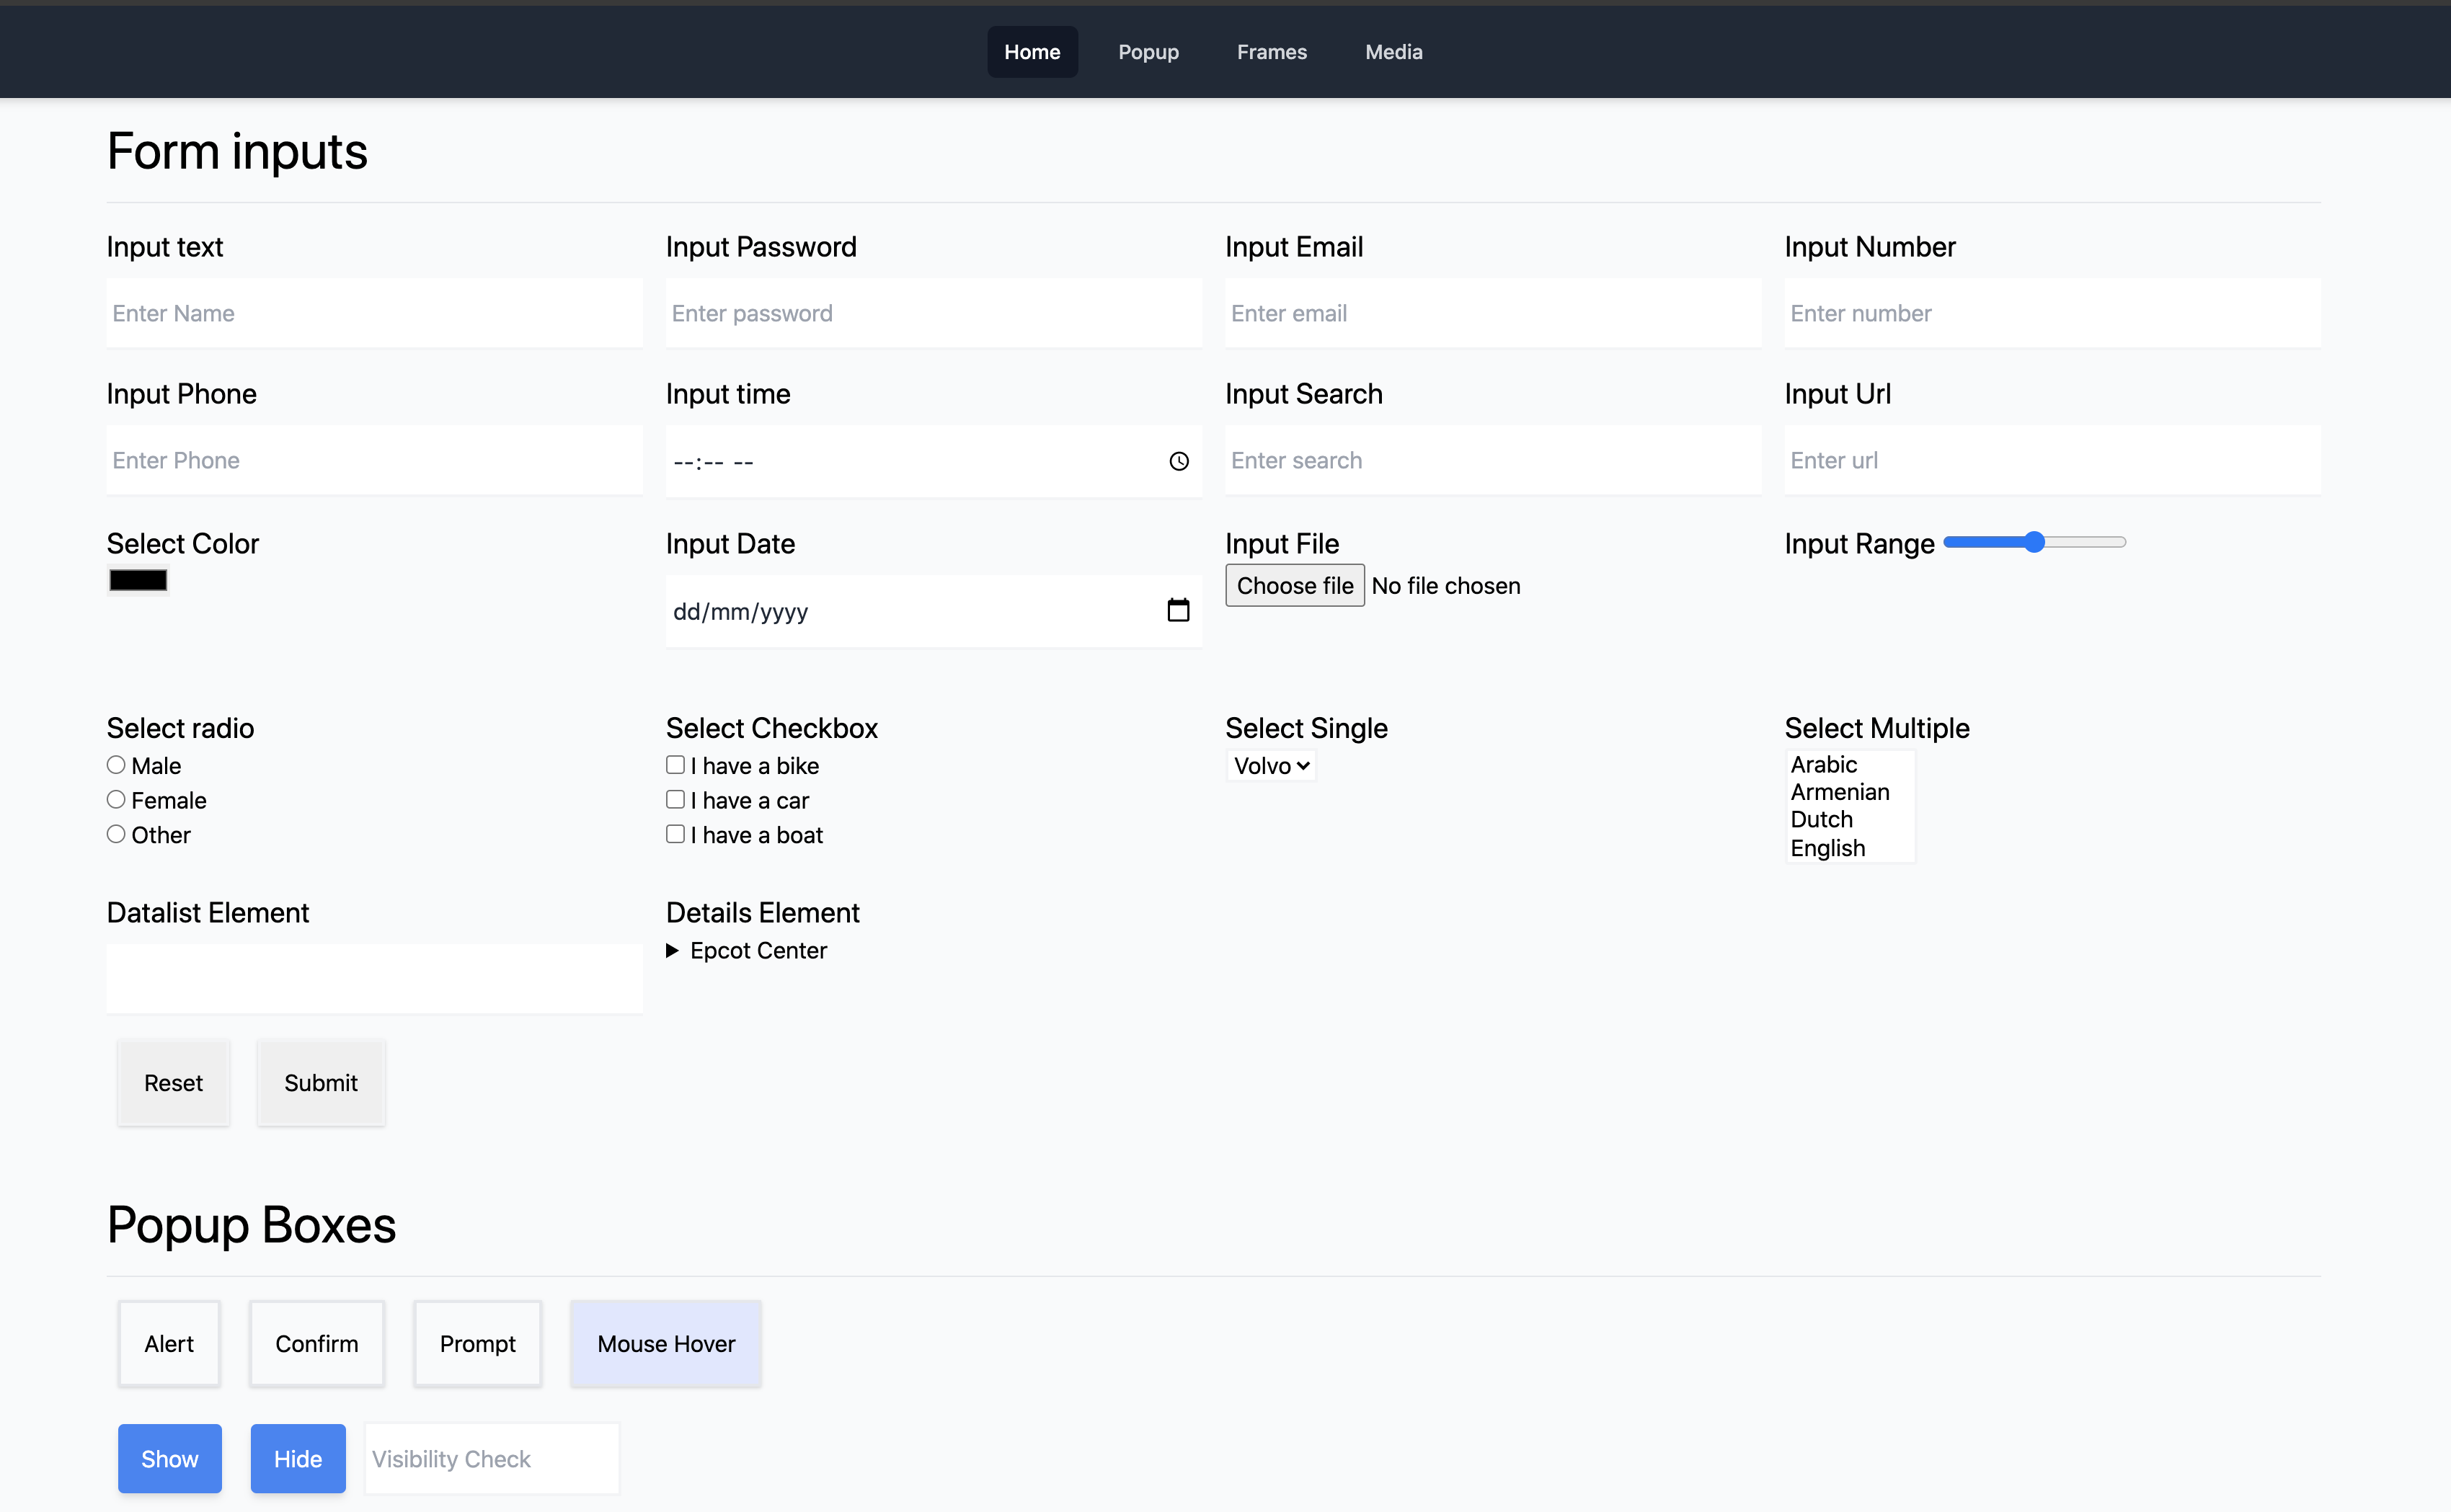 Home Popup Frames Media
Form inputs
Input text Input Password Input Email Input Number
Enter Name Enter password Enter email Enter number
Input Phone Input time Input Search Input Url
Enter Phone --:-- -- Enter search Enter url
Select Color Input Date Input File Input Range
Choose file No file chosen
dd/mm/yyyy
Select radio Select Checkbox Select Single Select Multiple
Male I have a bike Volvo Arabic
Armenian
Female I have a car
Dutch
Other I have a boat
English
Datalist Element Details Element
Epcot Center
Reset Submit
Popup Boxes
Alert Confirm Prompt Mouse Hover
Show Hide Visibility Check